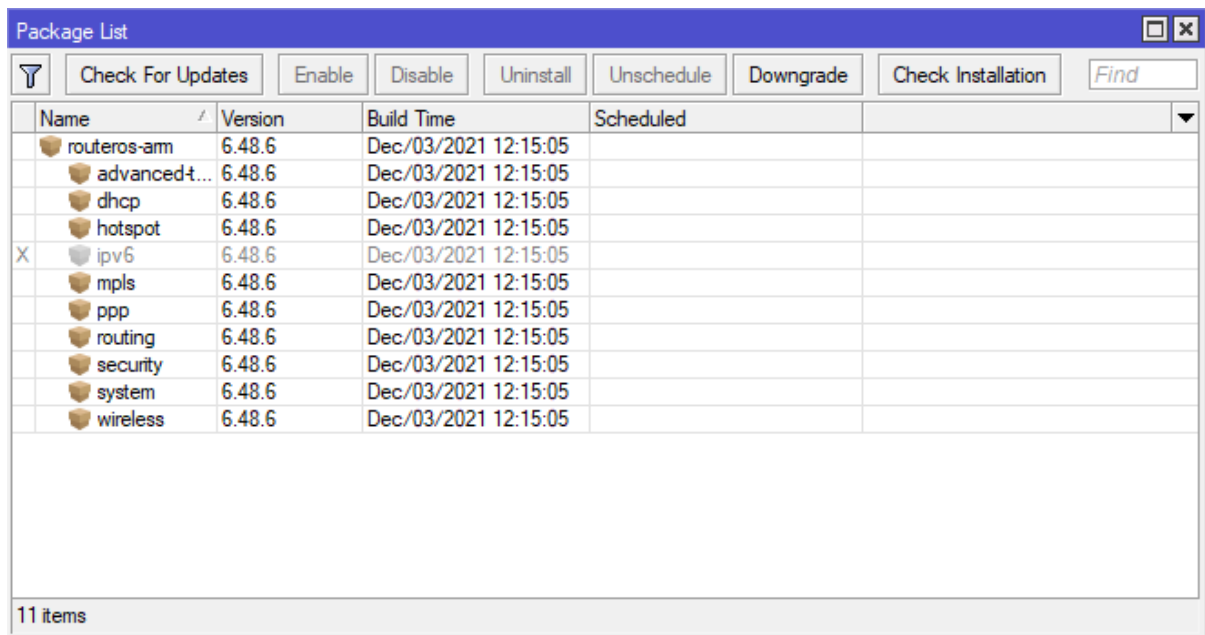 Package List
Check For Updates Enable Disable Uninstall Unschedule Downgrade Check Installation Find
Name Version Build Time Scheduled
routeros-arm 6.48.6 Dec/03/2021 12:15:05
advanced-t... 6.48.6 Dec/03/2021 12:15:05
dhcp 6.48.6 Dec/03/2021 12:15:05
hotspot 6.48.6 Dec/03/2021 12:15:05
X ipv6 6.48.6 Dec/03/2021 12:15:05
mpls 6.48.6 Dec/03/2021 12:15:05
ppp 6.48.6 Dec/03/2021 12:15:05
routing 6.48.6 Dec/03/2021 12:15:05
security 6.48.6 Dec/03/2021 12:15:05
system 6.48.6 Dec/03/2021 12:15:05
wireless 6.48.6 Dec/03/2021 12:15:05
11 items